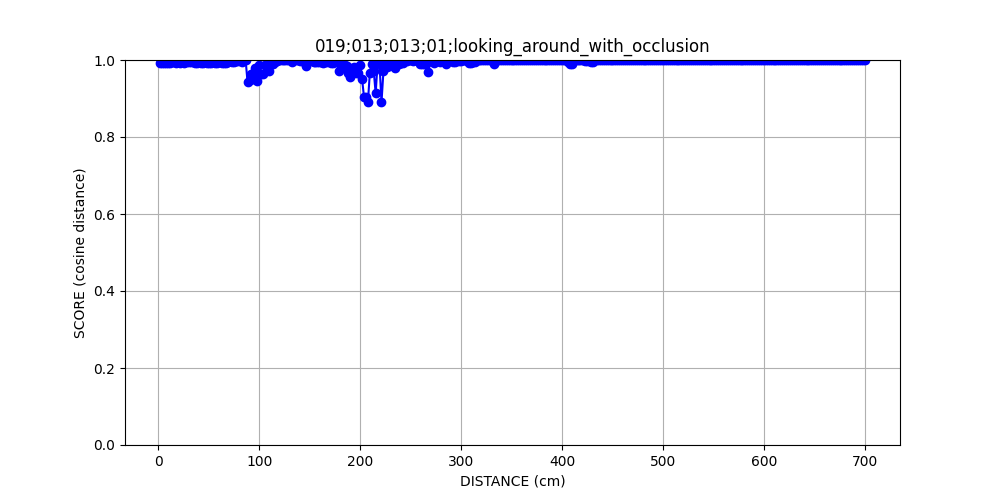 019;013;013;01;looking_around_with_occlusion
SCORE (cosine distance)
1.0
0.8
0.6
0.4
0.2
0.0
0 100 200 300 400 500 600 700
DISTANCE (cm)